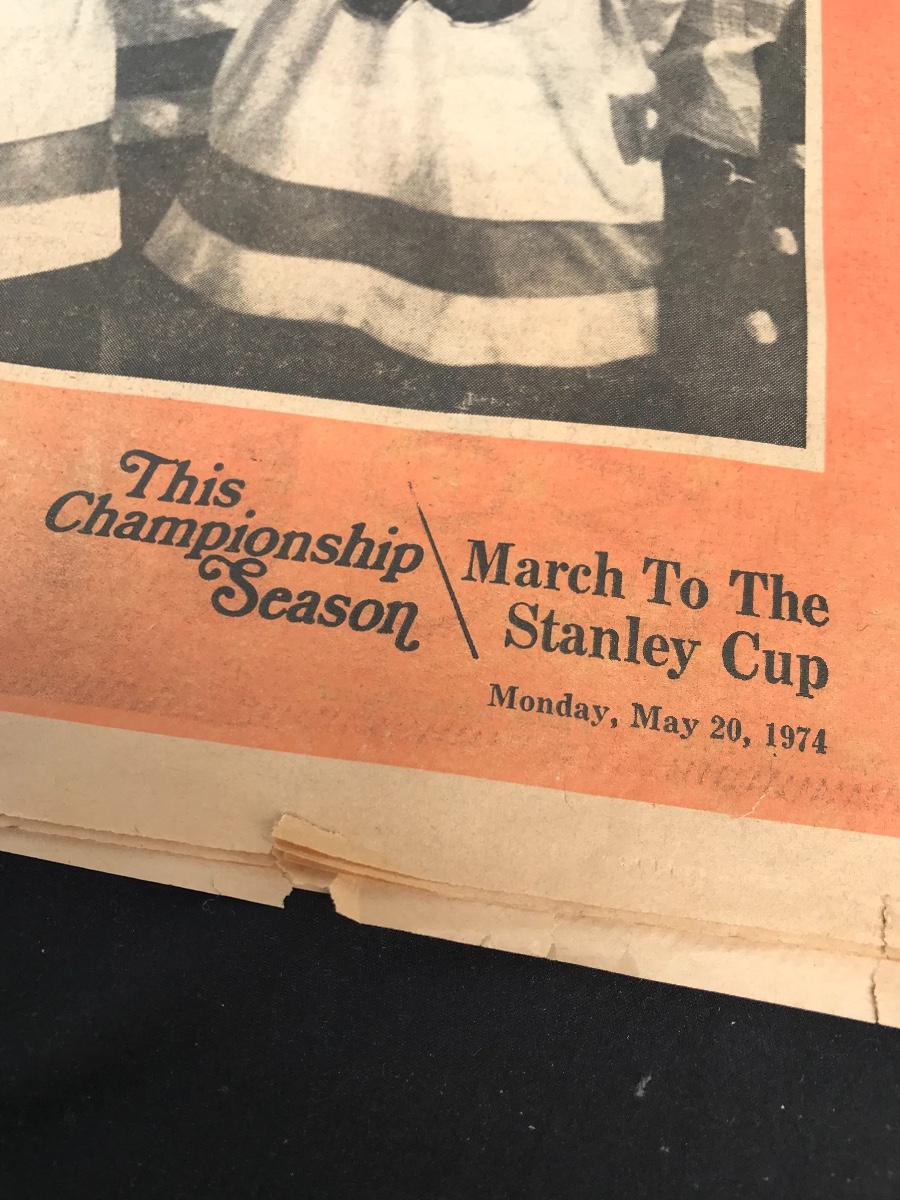 This
Championship
Season
March To The
Stanley Cup
Monday, May 20, 1974